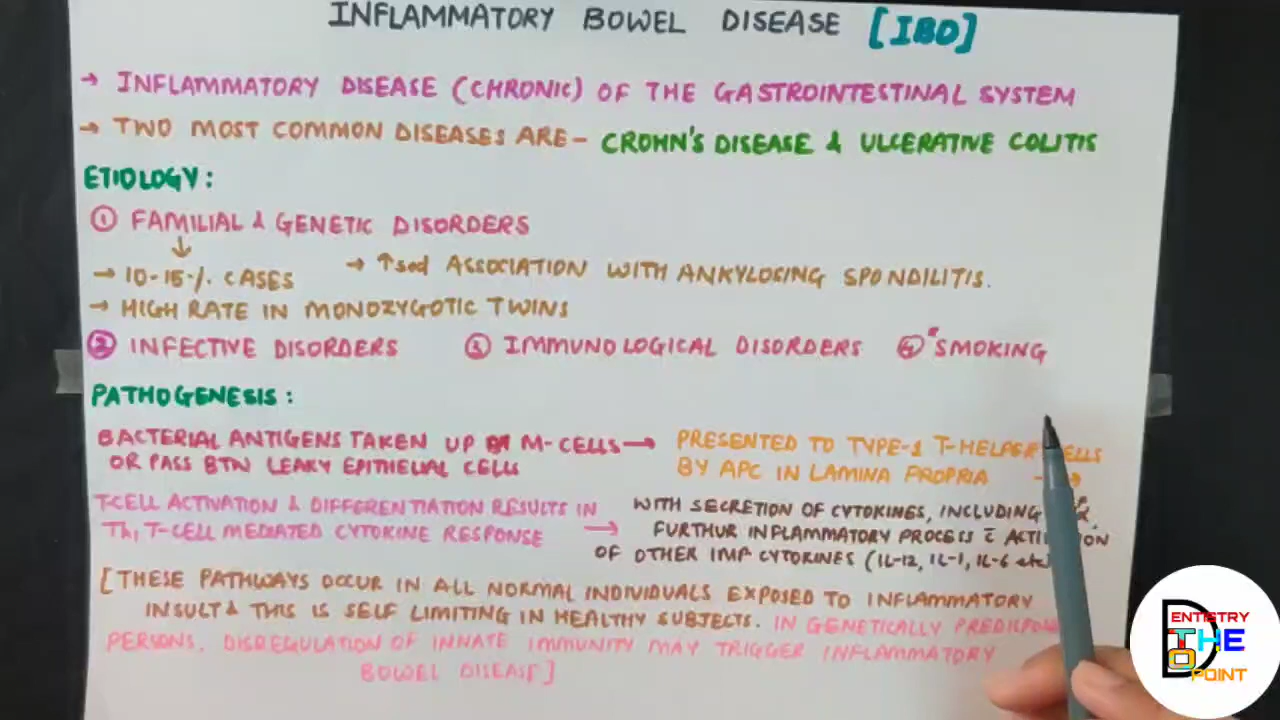 INFLAMMATORY BOWEL DISEASE [IBD]
→ INFLAMMATORY DISEASE (CHRONIC) OF THE GASTROINTESTINAL SYSTEM
→ TWO MOST COMMON DISEASES ARE - CROHN'S DISEASE & ULCERATIVE COLITIS
ETIOLOGY:
① FAMILIAL & GENETIC DISORDERS
↓
→ 10-15% CASES → ↑sed ASSOCIATION WITH ANKYLOSING SPONDILITIS.
→ HIGH RATE IN MONOZYGOTIC TWINS
② INFECTIVE DISORDERS ③ IMMUNOLOGICAL DISORDERS ④ *SMOKING
PATHOGENESIS:
BACTERIAL ANTIGENS TAKEN UP BY M-CELLS → PRESENTED TO TYPE-1 T-HELPER
OR PASS BTN LEAKY EPITHELIAL CELLS BY APC IN LAMINA PROPRIA →
T-CELL ACTIVATION & DIFFERENTIATION RESULTS IN WITH SECRETION OF CYTOKINES, INCLUDING
Th1 T-CELL MEDIATED CYTOKINE RESPONSE → FURTHUR INFLAMMATORY PROCESS c̄
OF OTHER IMP CYTOKINES (IL-12, IL-1, IL-6 etc
[THESE PATHWAYS OCCUR IN ALL NORMAL INDIVIDUALS EXPOSED TO INFLAMMATORY
INSULT & THIS IS SELF LIMITING IN HEALTHY SUBJECTS. IN GENETICALLY
PERSONS, DISREGULATION OF INNATE IMMUNITY MAY TRIGGER INFLAMMATORY
BOWEL DISEASE]
DENTISTRY
TO THE
POINT